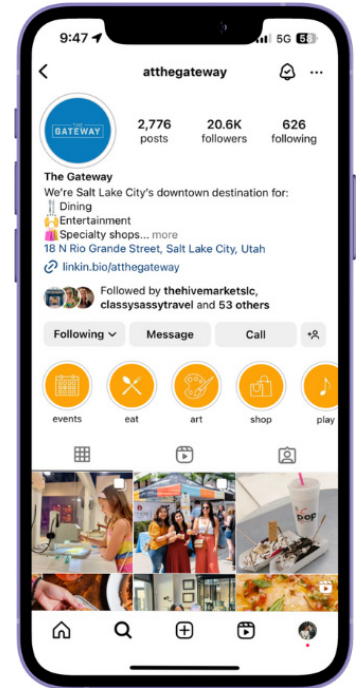 9:47
5G 58
atthegateway
THE
GATEWAY
2,776 20.6K 626
posts followers following
The Gateway
We're Salt Lake City's downtown destination for:
Dining
Entertainment
Specialty shops... more
18 N Rio Grande Street, Salt Lake City, Utah
linkin.bio/atthegateway
Followed by thehivemarketslc,
classysassytravel and 53 others
Following Message Call
events eat art shop play
pop